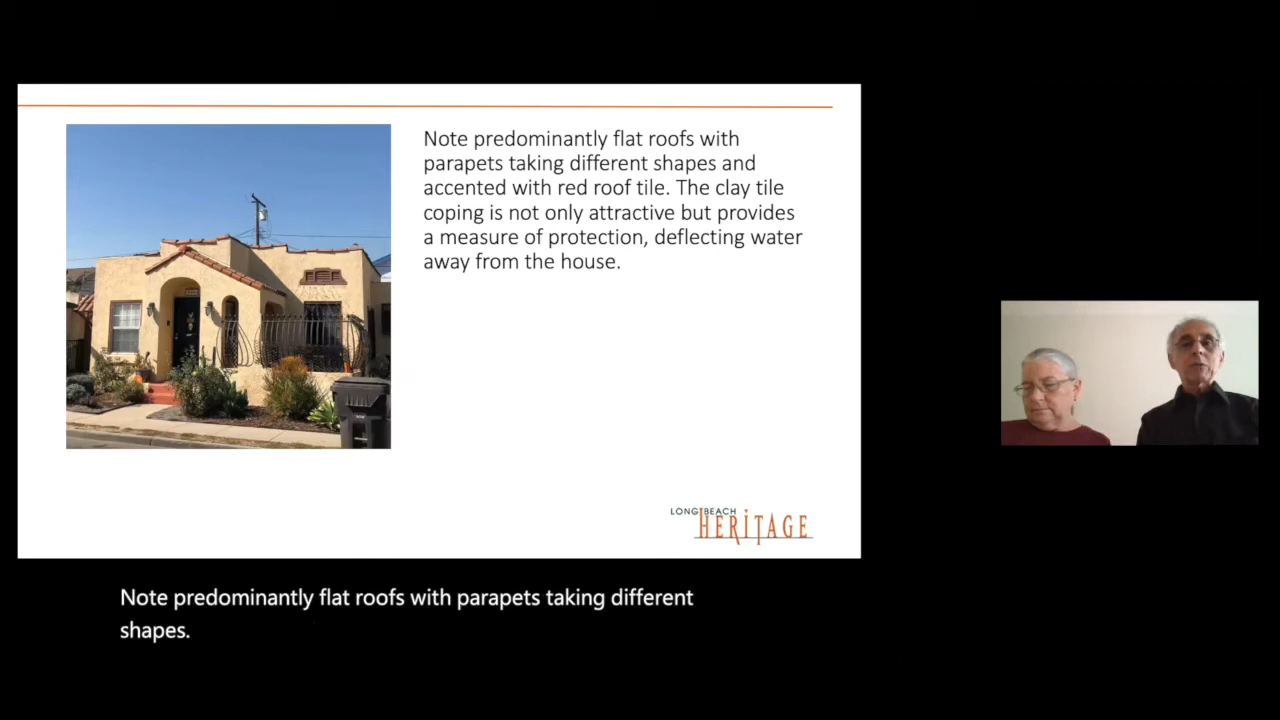 Note predominantly flat roofs with
parapets taking different shapes and
accented with red roof tile. The clay tile
coping is not only attractive but provides
a measure of protection, deflecting water
away from the house.
LONG BEACH
HERITAGE
Note predominantly flat roofs with parapets taking different
shapes.